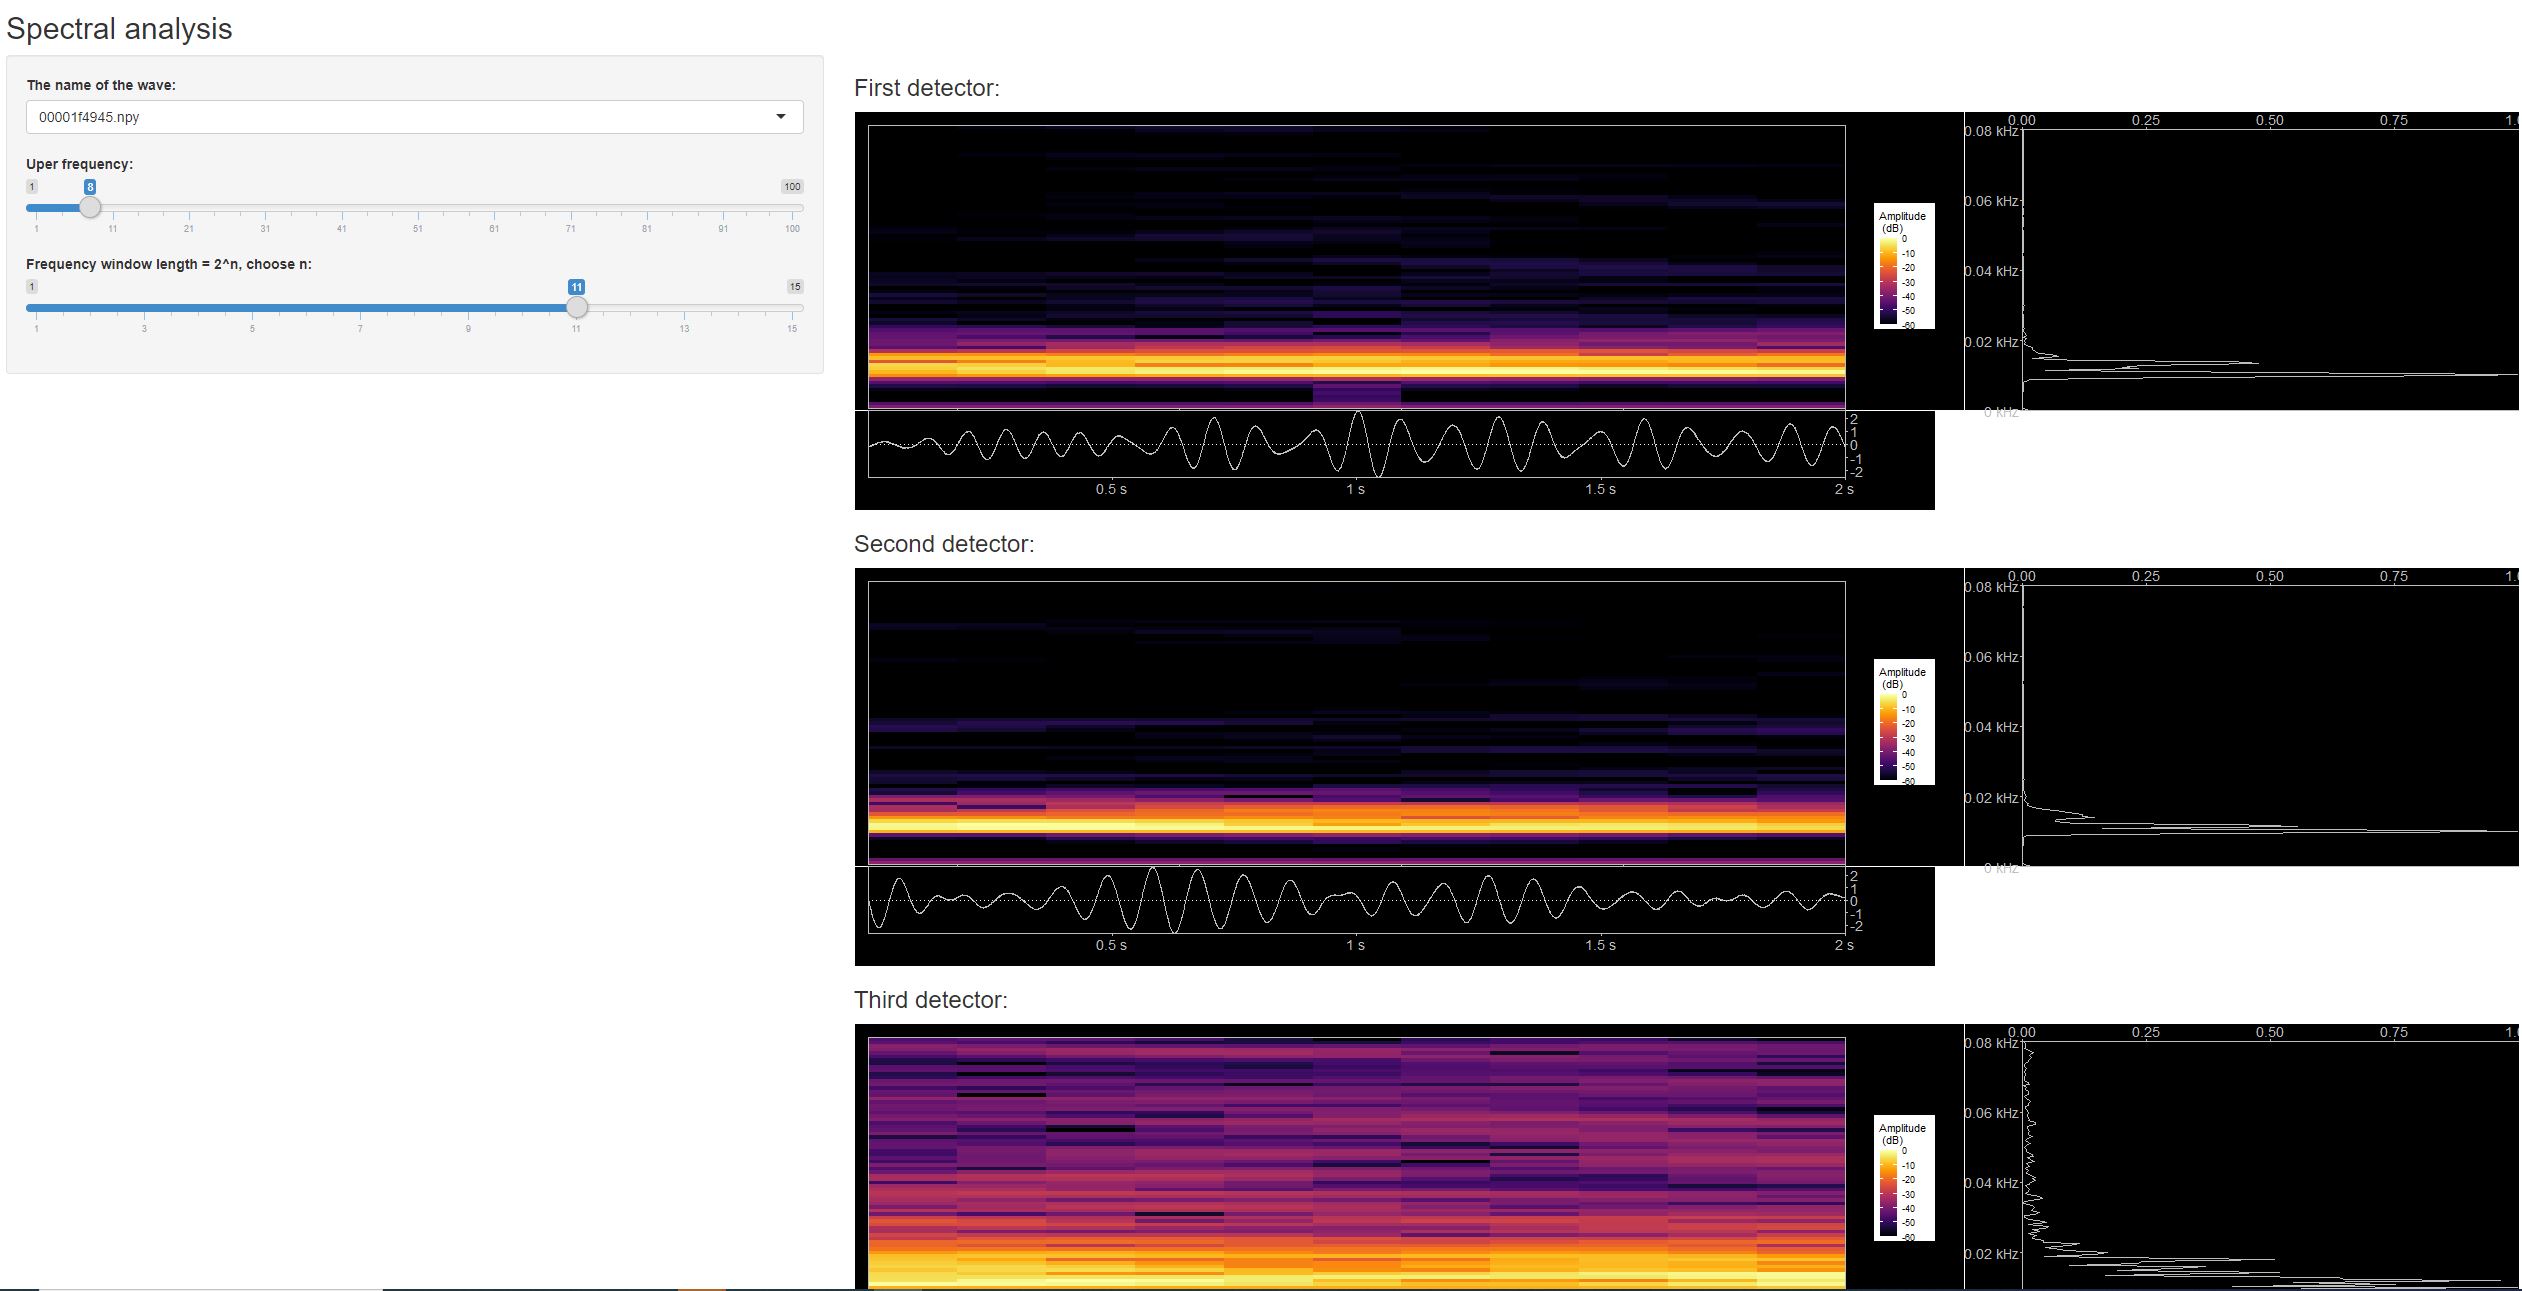 Spectral analysis
The name of the wave:
00001f4945.npy
Uper frequency:
1 8 100
1 11 21 31 41 51 61 71 81 91 100
Frequency window length = 2^n, choose n:
1 11 15
1 3 5 7 9 11 13 15
First detector:
Amplitude
(dB)
0
-10
-20
-30
-40
-50
-60
2
1
0
-1
-2
0.5 s 1 s 1.5 s 2 s
0.00 0.25 0.50 0.75 1.0
0.08 kHz
0.06 kHz
0.04 kHz
0.02 kHz
0 kHz
Second detector:
Amplitude
(dB)
0
-10
-20
-30
-40
-50
-60
2
1
0
-1
-2
0.5 s 1 s 1.5 s 2 s
0.00 0.25 0.50 0.75 1.0
0.08 kHz
0.06 kHz
0.04 kHz
0.02 kHz
0 kHz
Third detector:
Amplitude
(dB)
0
-10
-20
-30
-40
-50
-60
0.00 0.25 0.50 0.75 1.0
0.08 kHz
0.06 kHz
0.04 kHz
0.02 kHz